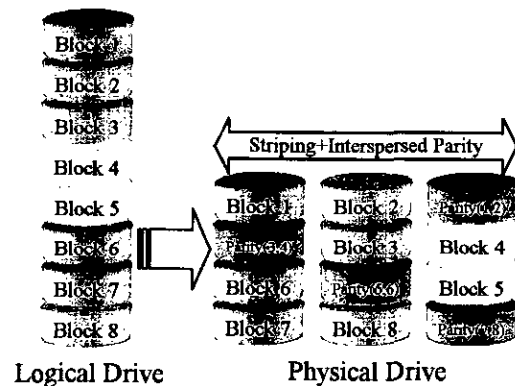 Block 1
Block 2
Block 3
Block 4
Block 5
Block 6
Block 7
Block 8
Logical Drive
Striping+Interspersed Parity
Block 1 Block 2 Parity(1,2)
Parity(3,4) Block 3 Block 4
Block 6 Parity(5,6) Block 5
Block 7 Block 8 Parity(7,8)
Physical Drive